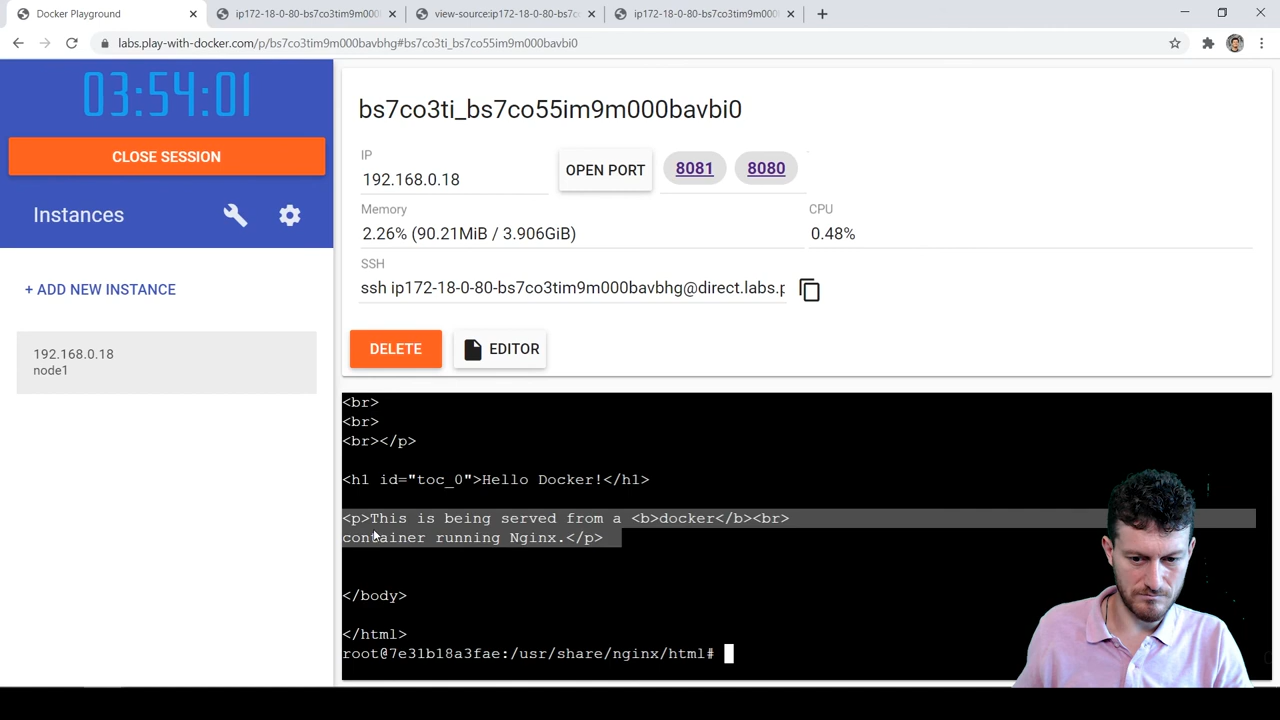 Docker Playground
ip172-18-0-80-bs7co3tim9m000
view-source:ip172-18-0-80-bs7c
ip172-18-0-80-bs7co3tim9m000
labs.play-with-docker.com/p/bs7co3tim9m000bavbhg#bs7co3ti_bs7co55im9m000bavbi0
03:54:01
CLOSE SESSION
Instances
+ ADD NEW INSTANCE
192.168.0.18
node1
bs7co3ti_bs7co55im9m000bavbi0
IP
192.168.0.18
OPEN PORT
8081
8080
Memory
2.26% (90.21MiB / 3.906GiB)
CPU
0.48%
SSH
ssh ip172-18-0-80-bs7co3tim9m000bavbhg@direct.labs.p
DELETE
EDITOR
<br>
<br>
<br></p>
<h1 id="toc_0">Hello Docker!</h1>
<p>This is being served from a <b>docker</b><br>
container running Nginx.</p>
</body>
</html>
root@7e31b18a3fae:/usr/share/nginx/html#